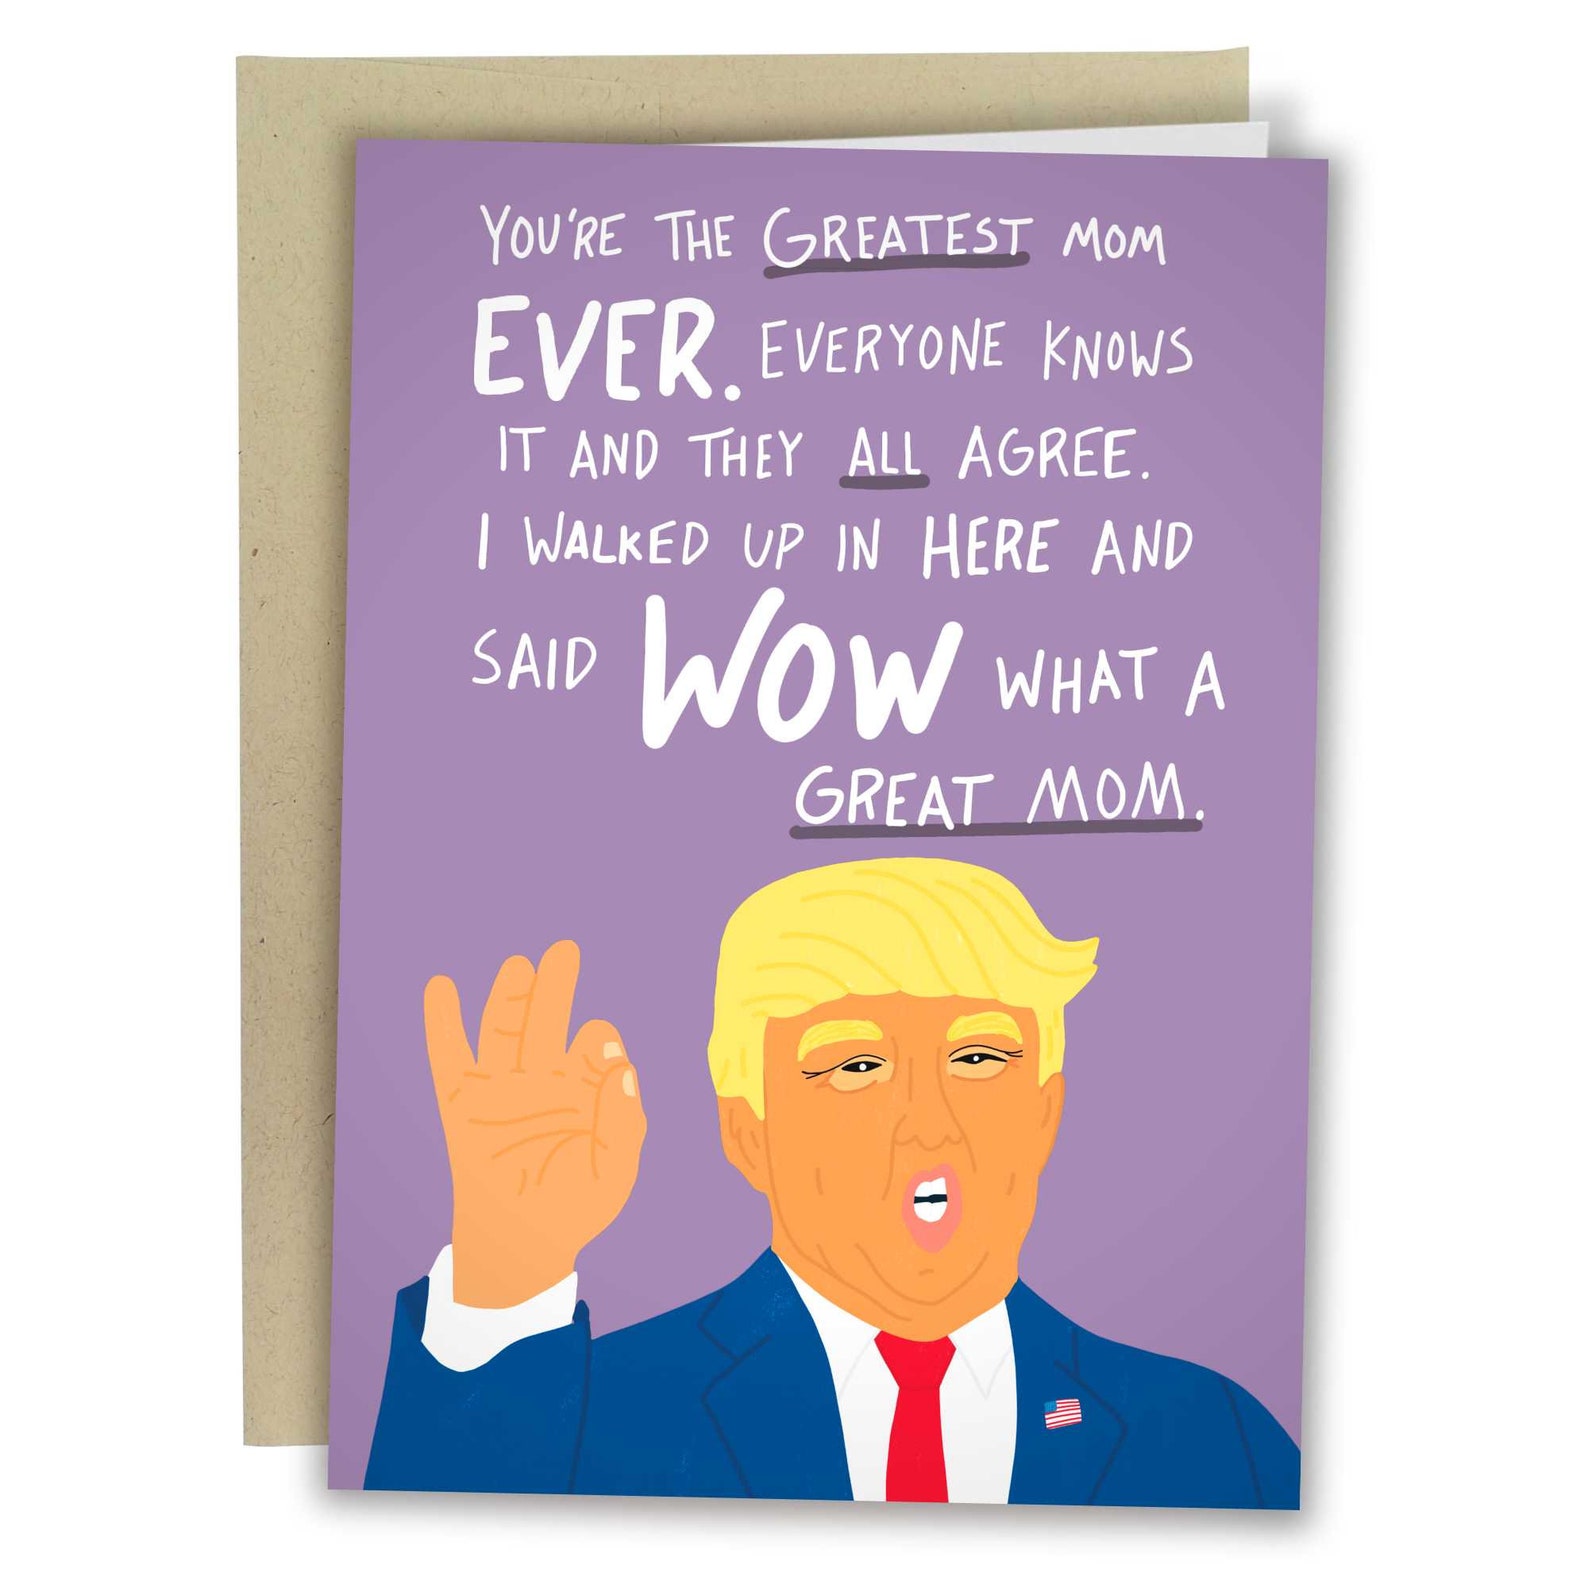 YOU'RE THE GREATEST MOM
EVER. EVERYONE KNOWS
IT AND THEY ALL AGREE.
I WALKED UP IN HERE AND
SAID WOW WHAT A
GREAT MOM.